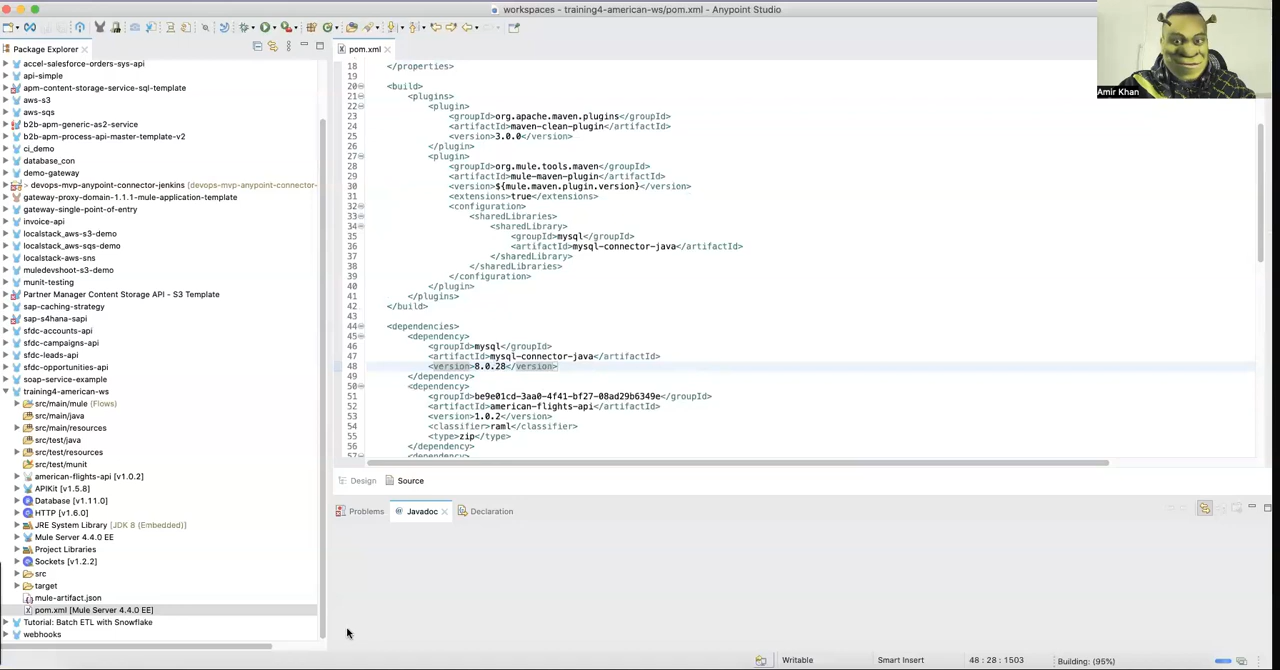 workspaces - training4-american-ws/pom.xml - Anypoint Studio
Amir Khan
Package Explorer
accel-salesforce-orders-sys-api
api-simple
apm-content-storage-service-sql-template
aws-s3
aws-sqs
b2b-apm-generic-as2-service
b2b-apm-process-api-master-template-v2
ci_demo
database_con
demo-gateway
> devops-mvp-anypoint-connector-jenkins [devops-mvp-anypoint-connector-
gateway-proxy-domain-1.1.1-mule-application-template
gateway-single-point-of-entry
invoice-api
localstack_aws-s3-demo
localstack_aws-sqs-demo
localstack-aws-sns
muledevshoot-s3-demo
munit-testing
Partner Manager Content Storage API - S3 Template
sap-caching-strategy
sap-s4hana-sapi
sfdc-accounts-api
sfdc-campaigns-api
sfdc-leads-api
sfdc-opportunities-api
soap-service-example
training4-american-ws
src/main/mule (Flows)
src/main/java
src/main/resources
src/test/java
src/test/resources
src/test/munit
american-flights-api [v1.0.2]
APIKit [v1.5.8]
Database [v1.11.0]
HTTP [v1.6.0]
JRE System Library [JDK 8 (Embedded)]
Mule Server 4.4.0 EE
Project Libraries
Sockets [v1.2.2]
src
target
mule-artifact.json
pom.xml [Mule Server 4.4.0 EE]
Tutorial: Batch ETL with Snowflake
webhooks
pom.xml
18 </properties>
19
20 <build>
21 <plugins>
22 <plugin>
23 <groupId>org.apache.maven.plugins</groupId>
24 <artifactId>maven-clean-plugin</artifactId>
25 <version>3.0.0</version>
26 </plugin>
27 <plugin>
28 <groupId>org.mule.tools.maven</groupId>
29 <artifactId>mule-maven-plugin</artifactId>
30 <version>${mule.maven.plugin.version}</version>
31 <extensions>true</extensions>
32 <configuration>
33 <sharedLibraries>
34 <sharedLibrary>
35 <groupId>mysql</groupId>
36 <artifactId>mysql-connector-java</artifactId>
37 </sharedLibrary>
38 </sharedLibraries>
39 </configuration>
40 </plugin>
41 </plugins>
42 </build>
43
44 <dependencies>
45 <dependency>
46 <groupId>mysql</groupId>
47 <artifactId>mysql-connector-java</artifactId>
48 <version>8.0.28</version>
49 </dependency>
50 <dependency>
51 <groupId>be9e01cd-3aa0-4f41-bf27-08ad29b6349e</groupId>
52 <artifactId>american-flights-api</artifactId>
53 <version>1.0.2</version>
54 <classifier>raml</classifier>
55 <type>zip</type>
56 </dependency>
57 <dependency>
Design Source
Problems @ Javadoc Declaration
Writable Smart Insert 48 : 28 : 1503 Building: (95%)